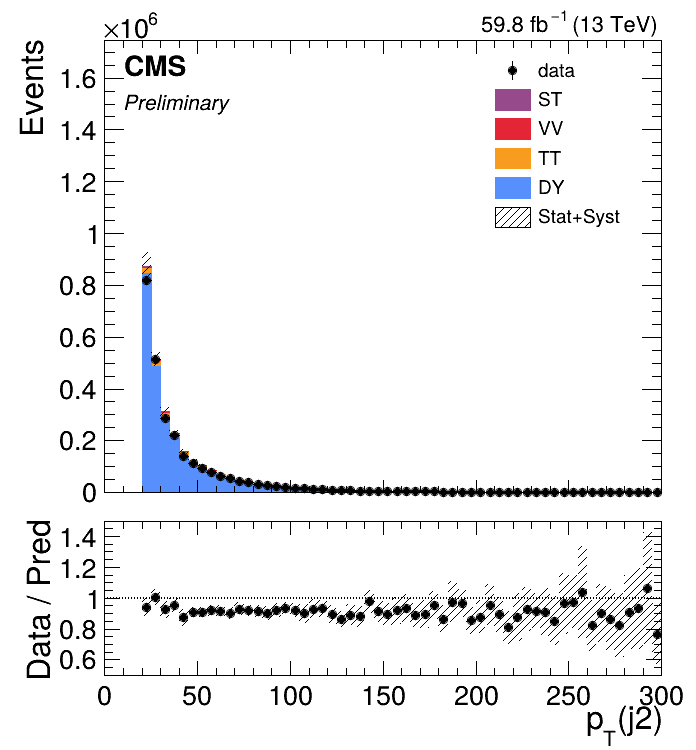 ×10⁶
59.8 fb⁻¹ (13 TeV)
CMS
Preliminary
Events
data
ST
VV
TT
DY
Stat+Syst
1.6
1.4
1.2
1
0.8
0.6
0.4
0.2
0
Data / Pred
1.4
1.2
1
0.8
0.6
0 50 100 150 200 250 300
p_T(j2)